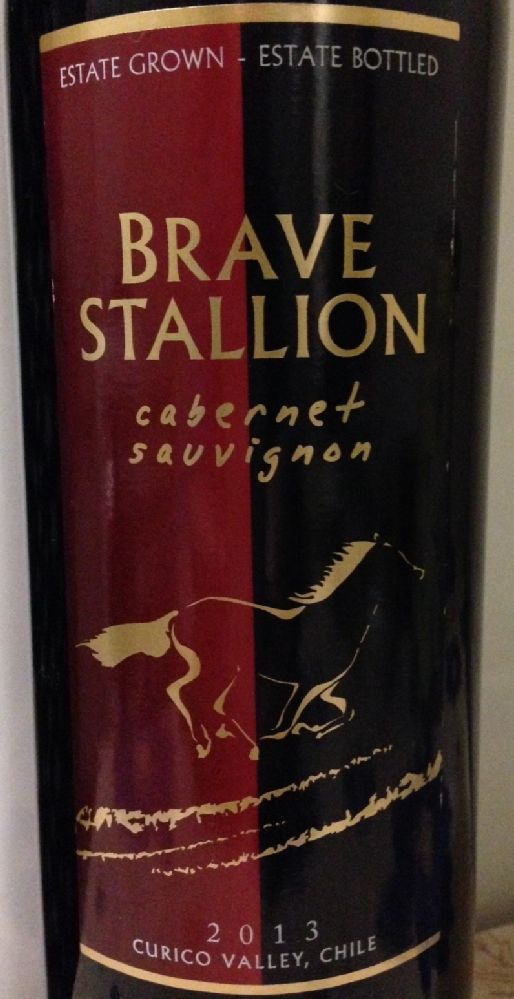 ESTATE GROWN - ESTATE BOTTLED
BRAVE
STALLION
cabernet
sauvignon
2013
CURICO VALLEY, CHILE